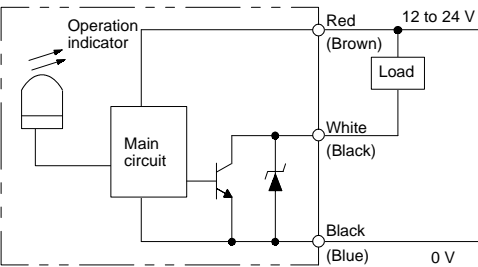 Operation
indicator
Red
12 to 24 V
(Brown)
Load
Main
circuit
White
(Black)
Black
(Blue)
0 V